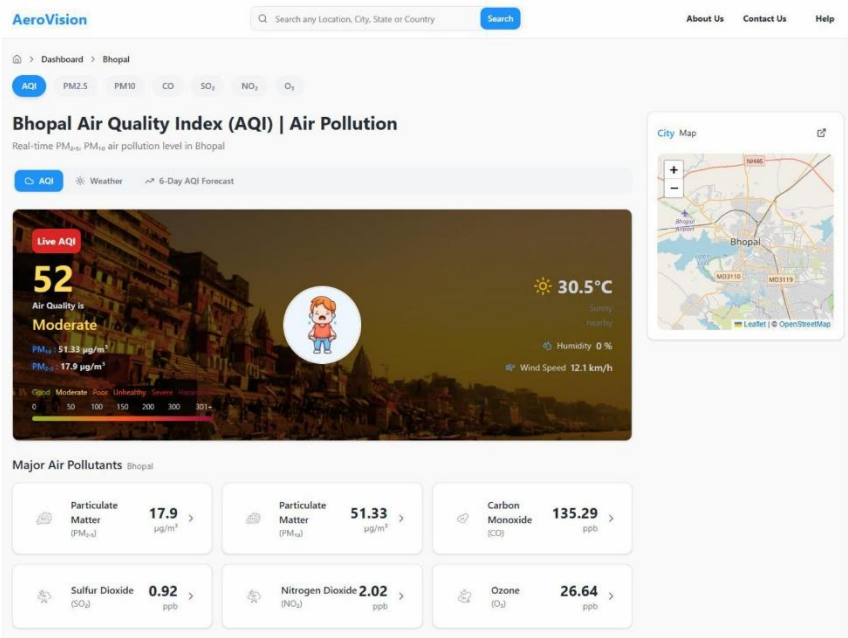 AeroVision
Search any Location, City, State or Country
Search
About Us Contact Us Help
> Dashboard > Bhopal
AQI PM2.5 PM10 CO SO₂ NO₂ O₃
Bhopal Air Quality Index (AQI) | Air Pollution
Real-time PM₂.₅, PM₁₀ air pollution level in Bhopal
AQI Weather 6-Day AQI Forecast
Live AQI
52
Air Quality is
Moderate
PM₁₀ : 51.33 µg/m³
PM₂.₅ : 17.9 µg/m³
Good Moderate Poor Unhealthy Severe
0 50 100 150 200 300 301+
30.5°C
Sunny
nearby
Humidity 0 %
Wind Speed 12.1 km/h
City Map
+
−
NH46
Bhopal
Airport
Bhopal
MD3110
MD3119
Leaflet | © OpenStreetMap
Major Air Pollutants Bhopal
Particulate
Matter
(PM₂.₅)
17.9
µg/m³
Particulate
Matter
(PM₁₀)
51.33
µg/m³
Carbon
Monoxide
(CO)
135.29
ppb
Sulfur Dioxide
(SO₂)
0.92
ppb
Nitrogen Dioxide
(NO₂)
2.02
ppb
Ozone
(O₃)
26.64
ppb